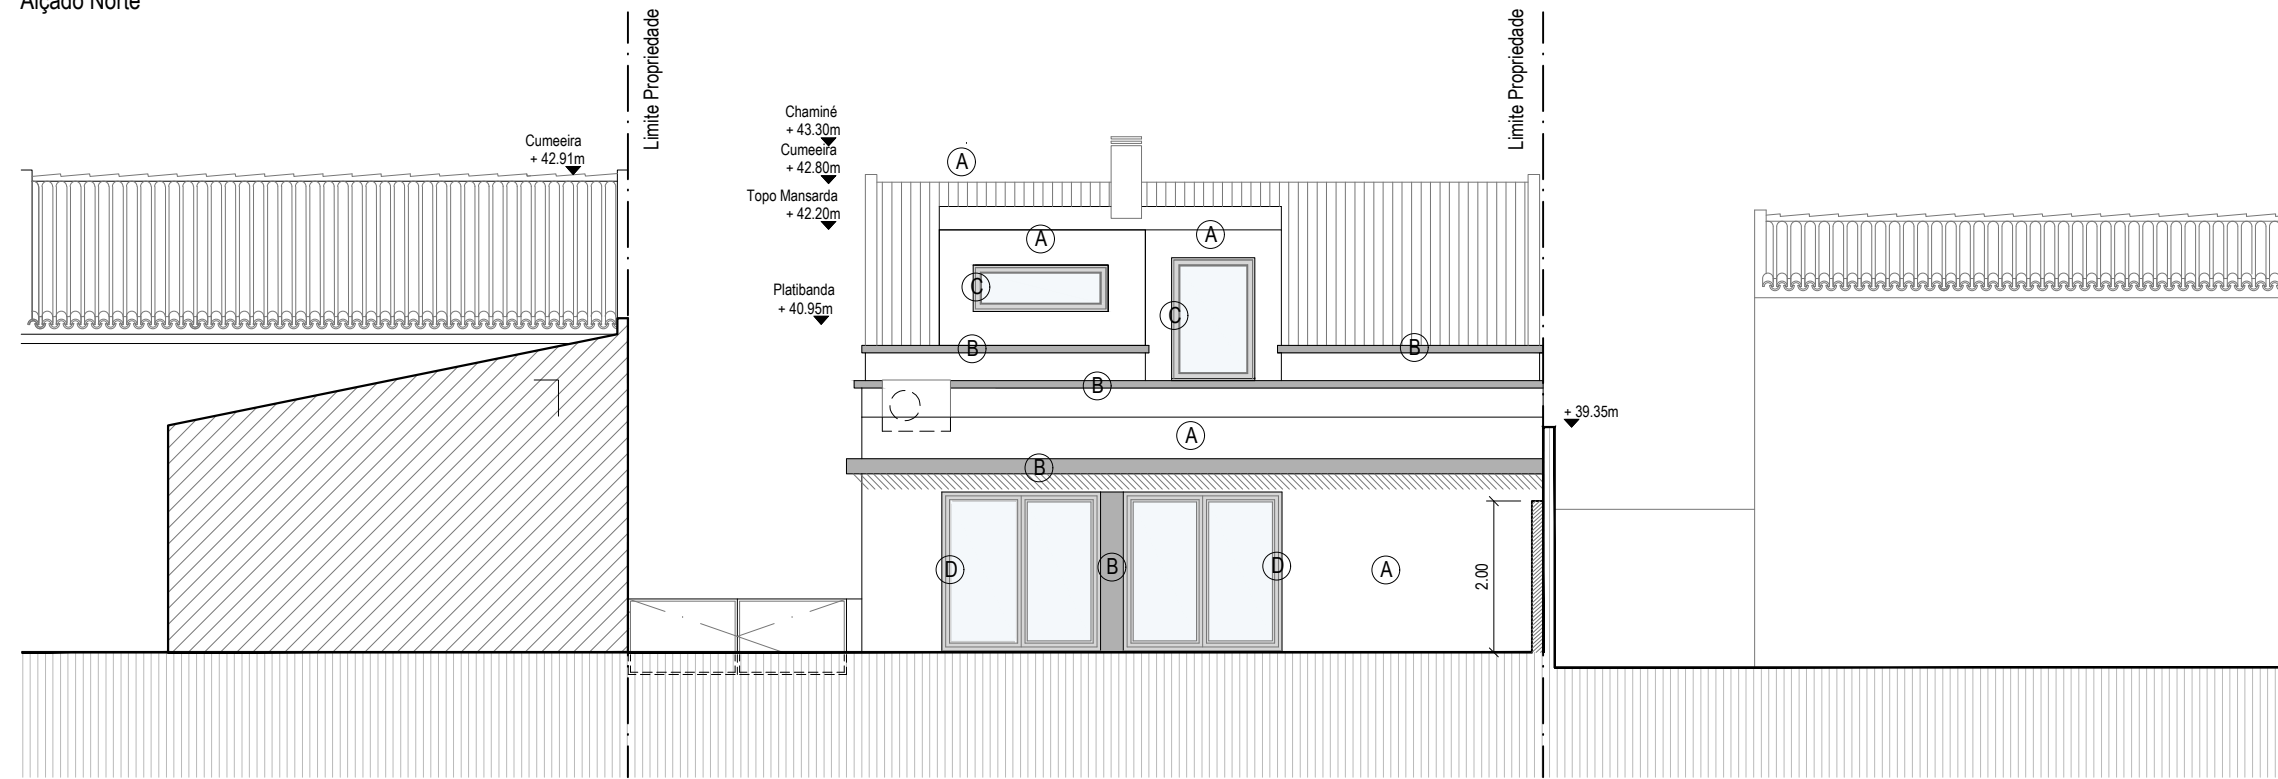 Alçado Norte
Limite Propriedade
Limite Propriedade
Chaminé
+ 43.30m
Cumeeira
+ 42.91m
Cumeeira
+ 42.80m
A
Topo Mansarda
+ 42.20m
A
A
C
Platibanda
+ 40.95m
C
B
B
B
+ 39.35m
A
B
D
B
D
A
2.00